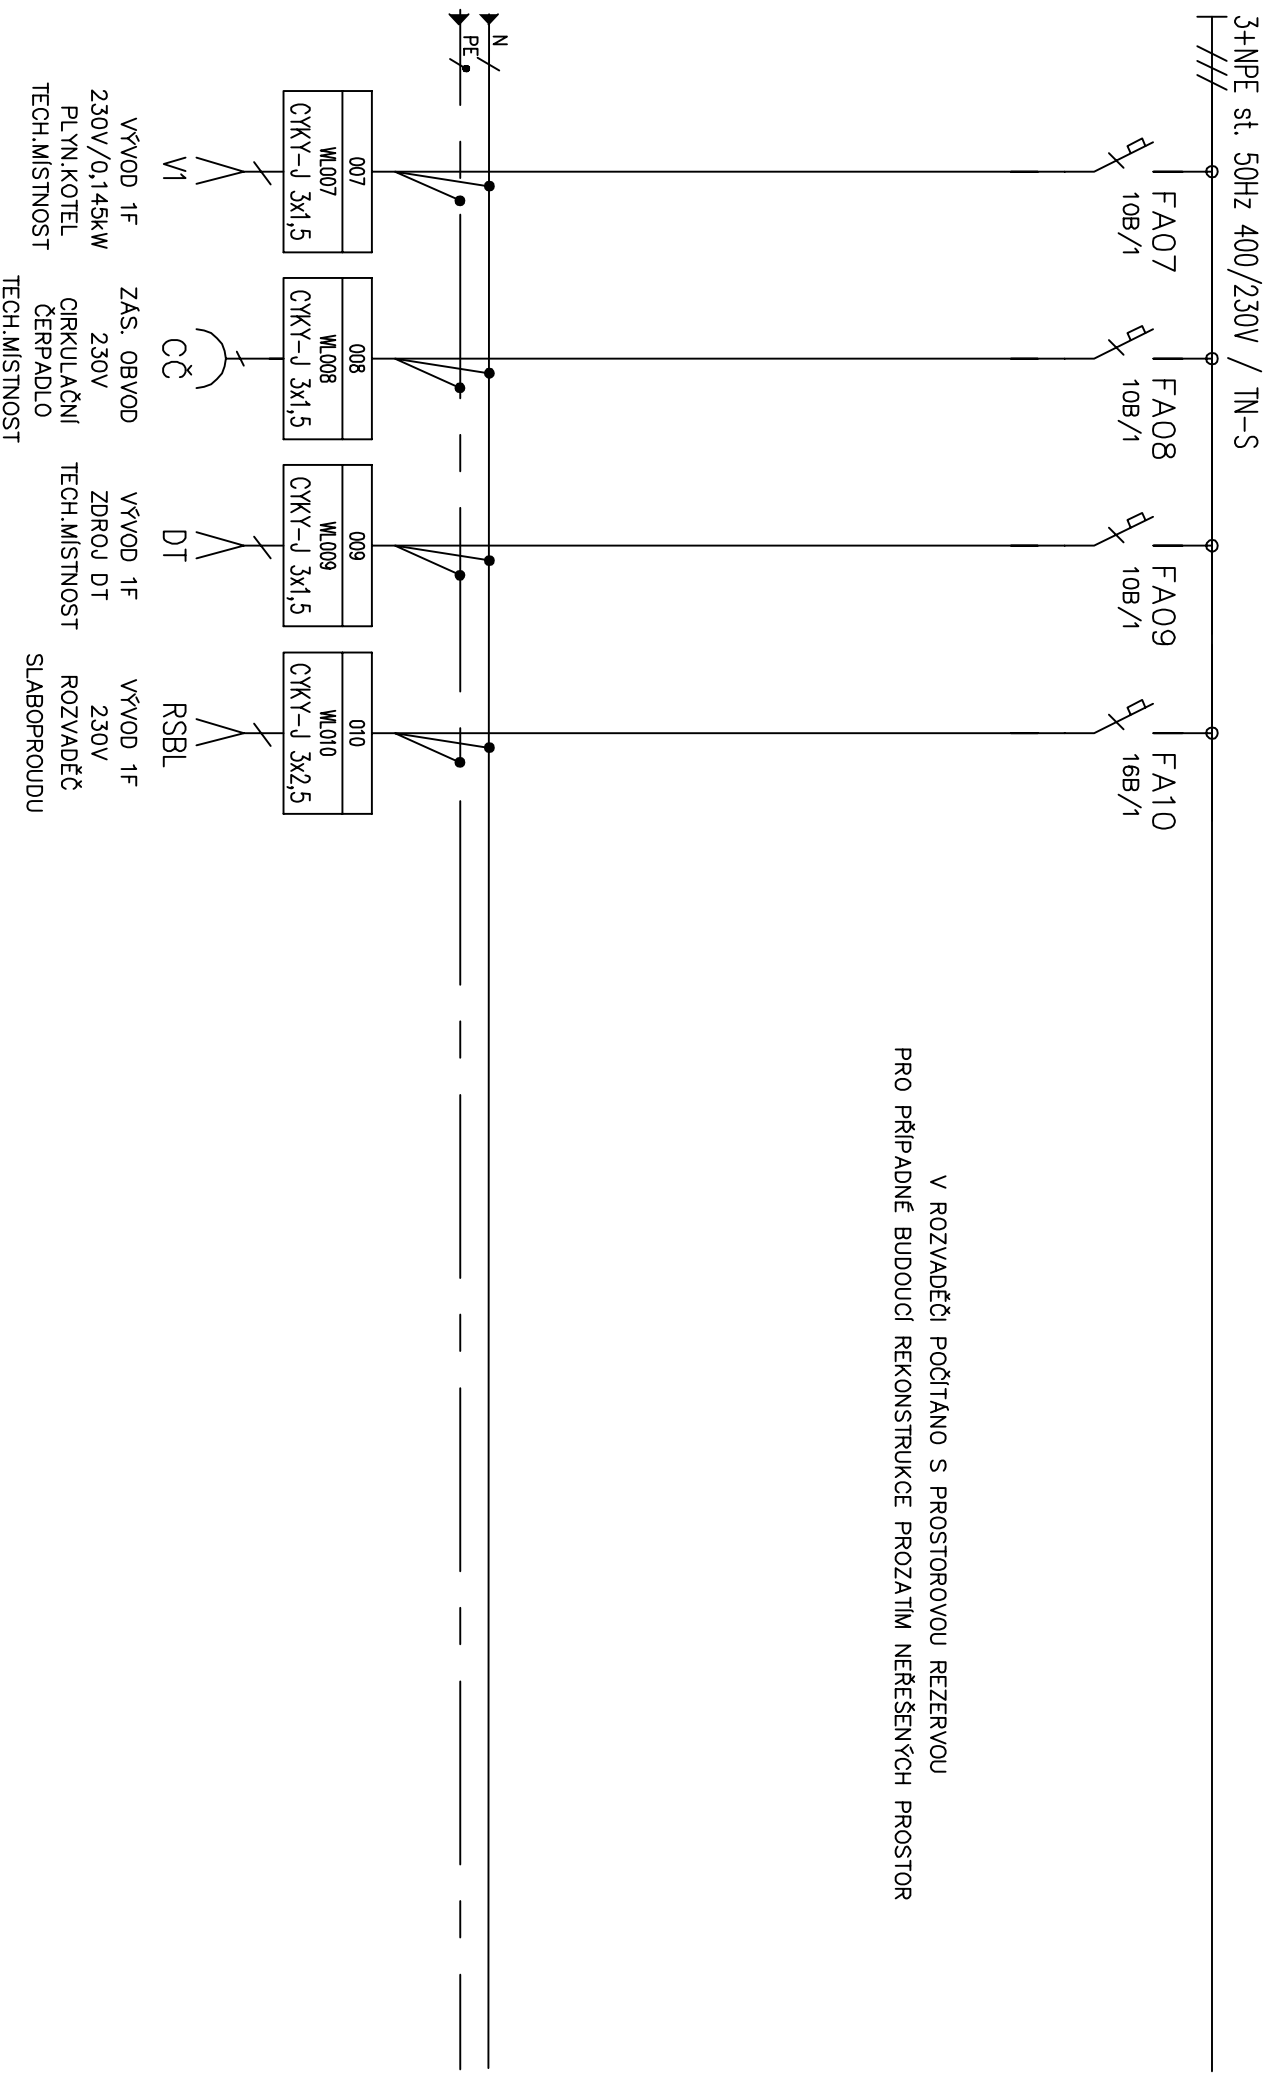 3+NPE st. 50Hz 400/230V / TN-S
FA07
10B/1
FA08
10B/1
FA09
10B/1
FA10
16B/1
V ROZVADĚČI POČÍTÁNO S PROSTOROVOU REZERVOU
PRO PŘÍPADNÉ BUDOUCÍ REKONSTRUKCE PROZATÍM NEŘEŠENÝCH PROSTOR
N
PE
007
WL007
CYKY-J 3x1,5
008
WL008
CYKY-J 3x1,5
009
WL009
CYKY-J 3x1,5
010
WL010
CYKY-J 3x2,5
V1
VÝVOD 1F
230V/0,145kW
PLYN.KOTEL
TECH.MÍSTNOST
CČ
ZÁS. OBVOD
230V
CIRKULAČNÍ
ČERPADLO
TECH.MÍSTNOST
DT
VÝVOD 1F
ZDROJ DT
TECH.MÍSTNOST
RSBL
VÝVOD 1F
230V
ROZVADĚČ
SLABOPROUDU